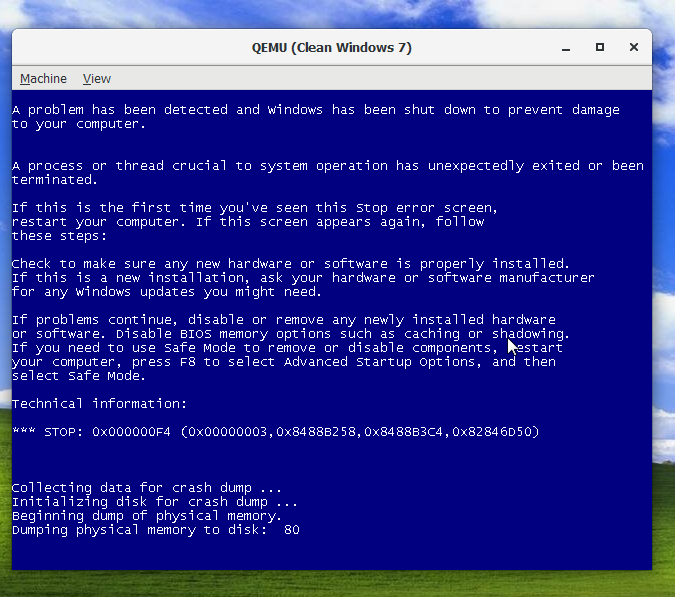 QEMU (Clean Windows 7)
Machine View
A problem has been detected and Windows has been shut down to prevent damage
to your computer.
A process or thread crucial to system operation has unexpectedly exited or been
terminated.
If this is the first time you've seen this Stop error screen,
restart your computer. If this screen appears again, follow
these steps:
Check to make sure any new hardware or software is properly installed.
If this is a new installation, ask your hardware or software manufacturer
for any Windows updates you might need.
If problems continue, disable or remove any newly installed hardware
or software. Disable BIOS memory options such as caching or shadowing.
If you need to use Safe Mode to remove or disable components, restart
your computer, press F8 to select Advanced Startup Options, and then
select Safe Mode.
Technical information:
*** STOP: 0x000000F4 (0x00000003,0x8488B258,0x8488B3C4,0x82846D50)
Collecting data for crash dump ...
Initializing disk for crash dump ...
Beginning dump of physical memory.
Dumping physical memory to disk: 80